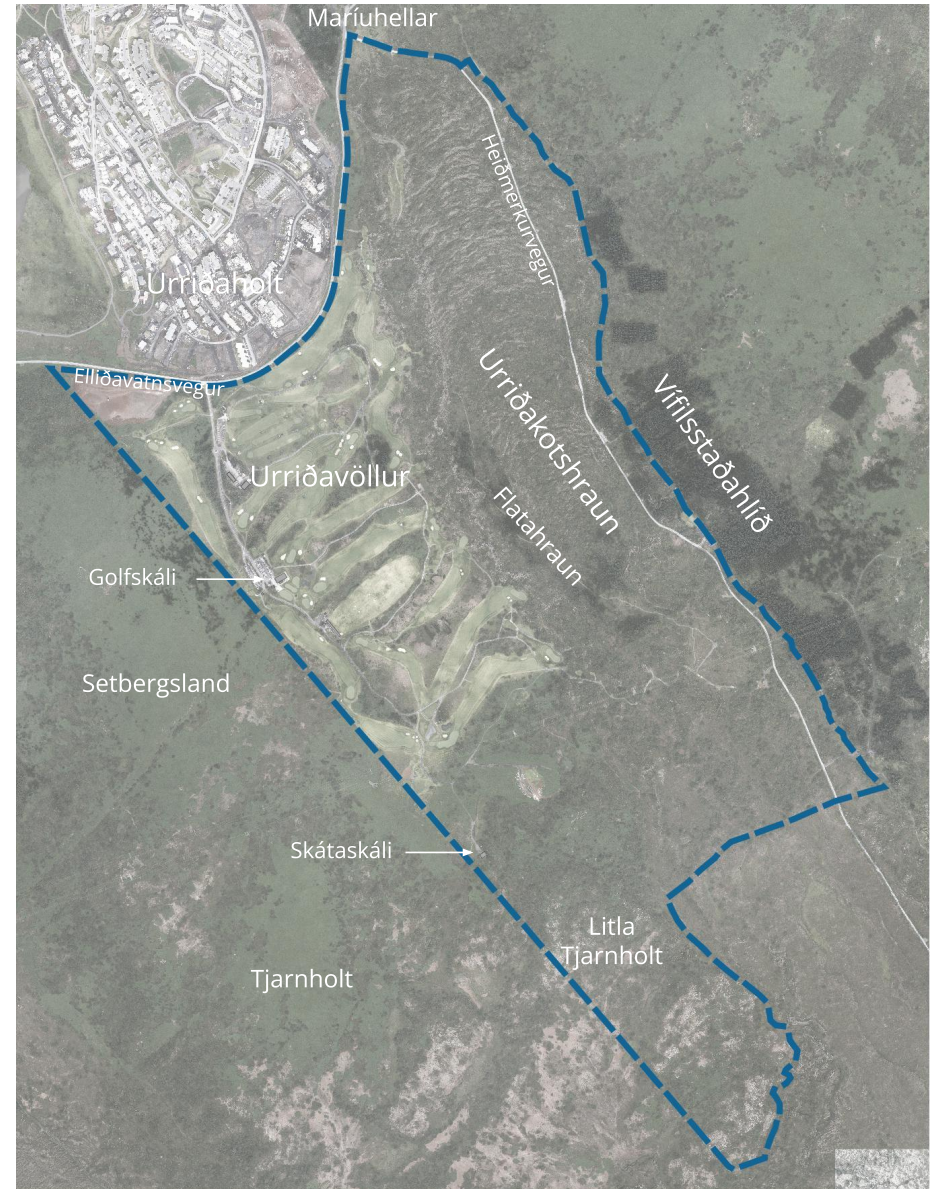 Maríuhellar
Heiðmerkurvegur
Urriðaholt
Elliðavatnsvegur
Urriðakotshraun
Vífilsstaðahlíð
Urriðavöllur
Flatahraun
Golfskáli
Setbergsland
Skátaskáli
Litla
Tjarnholt
Tjarnholt